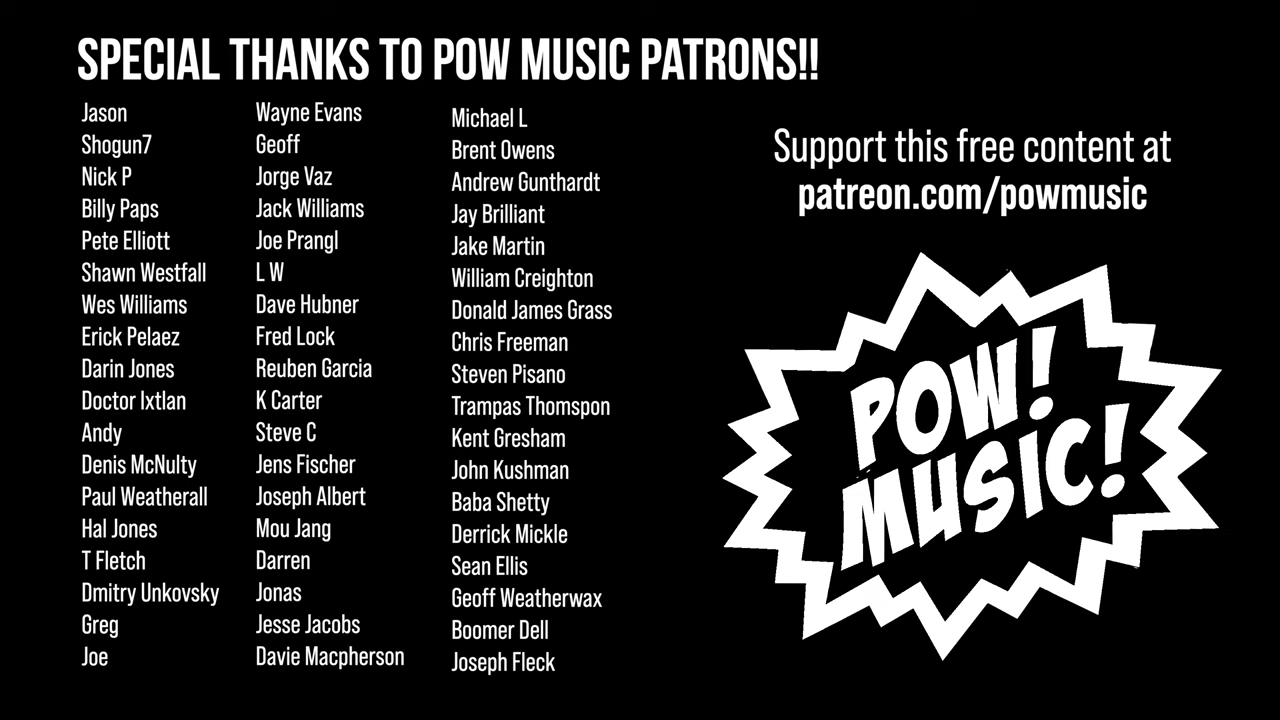 SPECIAL THANKS TO POW MUSIC PATRONS!!
Jason
Shogun7
Nick P
Billy Paps
Pete Elliott
Shawn Westfall
Wes Williams
Erick Pelaez
Darin Jones
Doctor Ixtlan
Andy
Denis McNulty
Paul Weatherall
Hal Jones
T Fletch
Dmitry Unkovsky
Greg
Joe
Wayne Evans
Geoff
Jorge Vaz
Jack Williams
Joe Prangl
L W
Dave Hubner
Fred Lock
Reuben Garcia
K Carter
Steve C
Jens Fischer
Joseph Albert
Mou Jang
Darren
Jonas
Jesse Jacobs
Davie Macpherson
Michael L
Brent Owens
Andrew Gunthardt
Jay Brilliant
Jake Martin
William Creighton
Donald James Grass
Chris Freeman
Steven Pisano
Trampas Thomspon
Kent Gresham
John Kushman
Baba Shetty
Derrick Mickle
Sean Ellis
Geoff Weatherwax
Boomer Dell
Joseph Fleck
Support this free content at
patreon.com/powmusic
POW!
MUSIC!